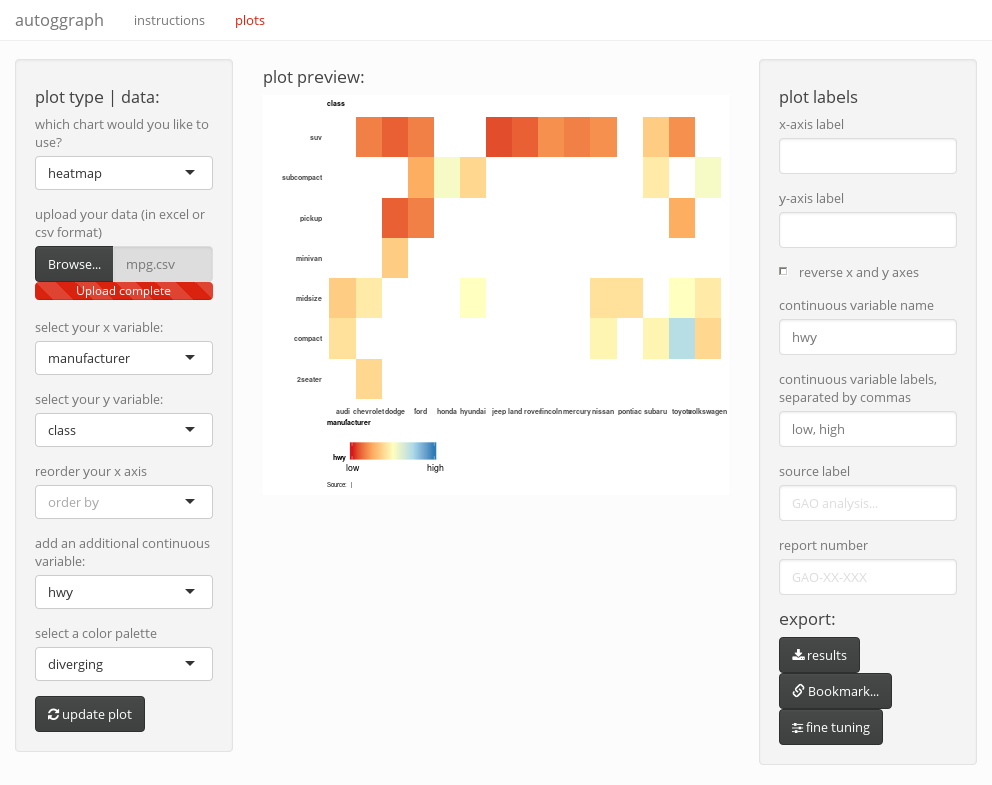 autoggraph
instructions
plots
plot type | data:
which chart would you like to
use?
heatmap
upload your data (in excel or
csv format)
Browse...
mpg.csv
Upload complete
select your x variable:
manufacturer
select your y variable:
class
reorder your x axis
order by
add an additional continuous
variable:
hwy
select a color palette
diverging
update plot
plot preview:
class
suv
subcompact
pickup
minivan
midsize
compact
2seater
audi chevrolet dodge ford honda hyundai jeep land rover lincoln mercury nissan pontiac subaru toyota volkswagen
manufacturer
hwy
low high
Source: |
plot labels
x-axis label
y-axis label
reverse x and y axes
continuous variable name
hwy
continuous variable labels,
separated by commas
low, high
source label
GAO analysis...
report number
GAO-XX-XXX
export:
results
Bookmark...
fine tuning